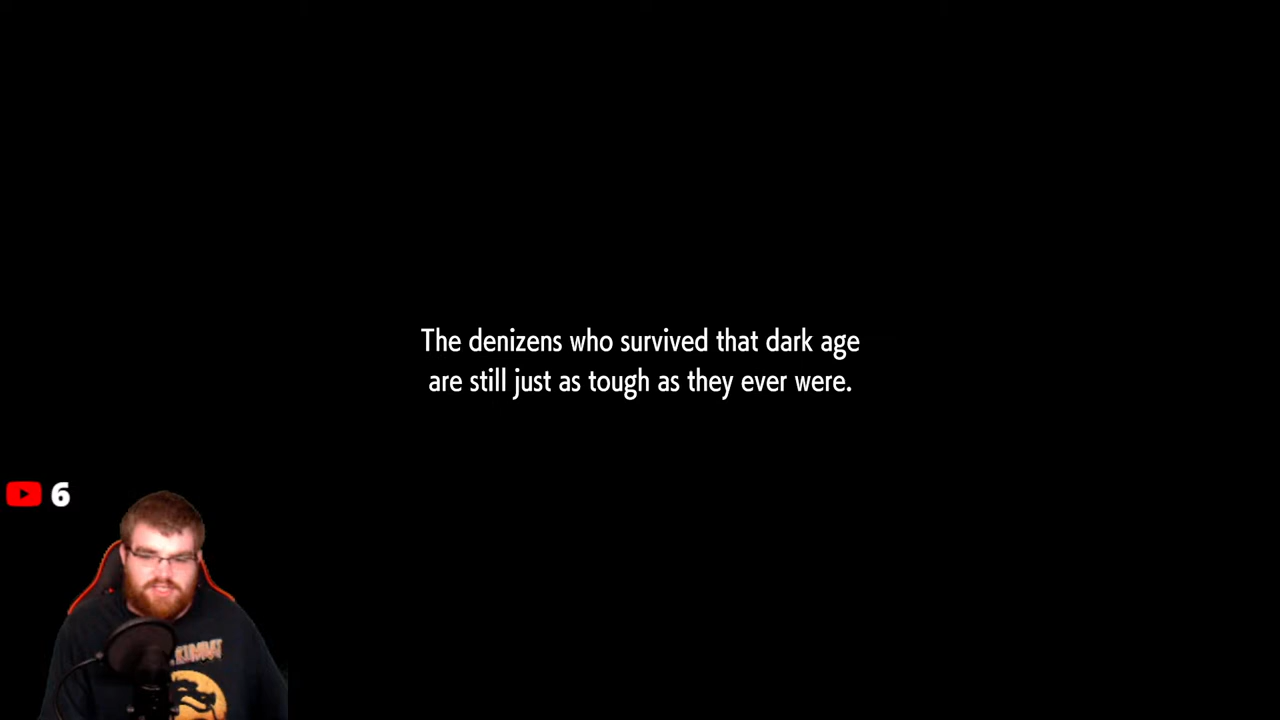 The denizens who survived that dark age
are still just as tough as they ever were.
6